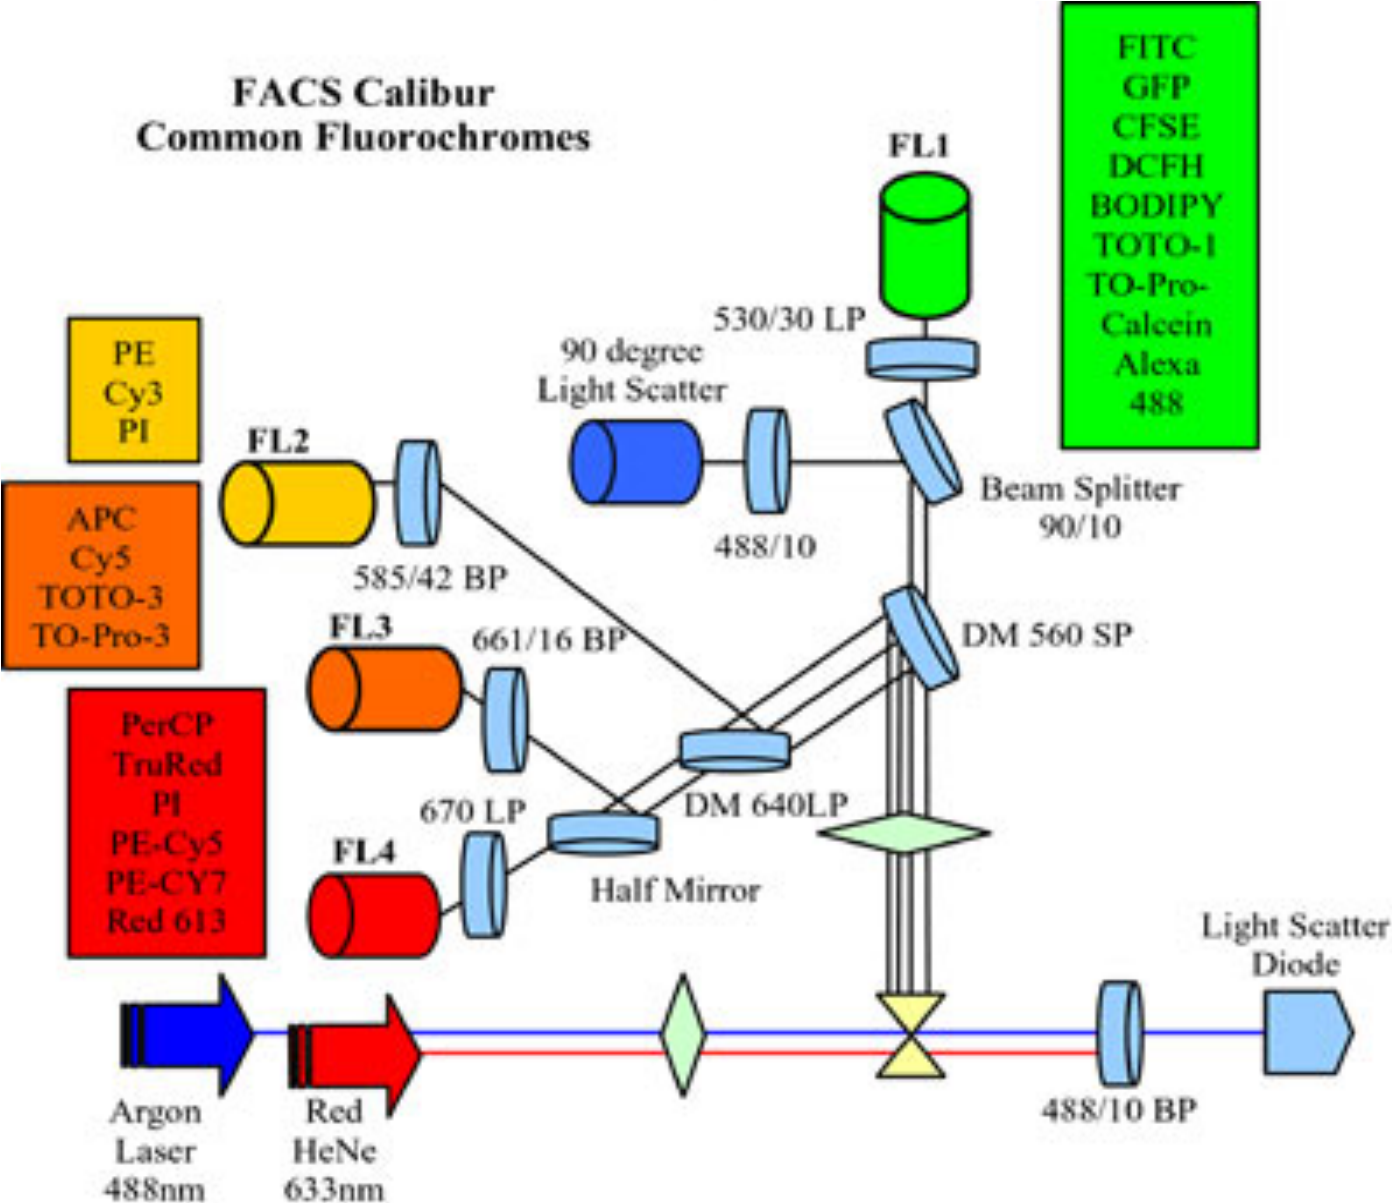 FACS Calibur
Common Fluorochromes
FITC
GFP
CFSE
DCFH
BODIPY
TOTO-1
TO-Pro-
Calcein
Alexa
488
FL1
530/30 LP
90 degree
Light Scatter
488/10
Beam Splitter
90/10
PE
Cy3
PI
FL2
585/42 BP
APC
Cy5
TOTO-3
TO-Pro-3
FL3
661/16 BP
DM 560 SP
PerCP
TruRed
PI
PE-Cy5
PE-CY7
Red 613
670 LP
DM 640LP
FL4
Half Mirror
Light Scatter
Diode
Argon
Laser
488nm
Red
HeNe
633nm
488/10 BP